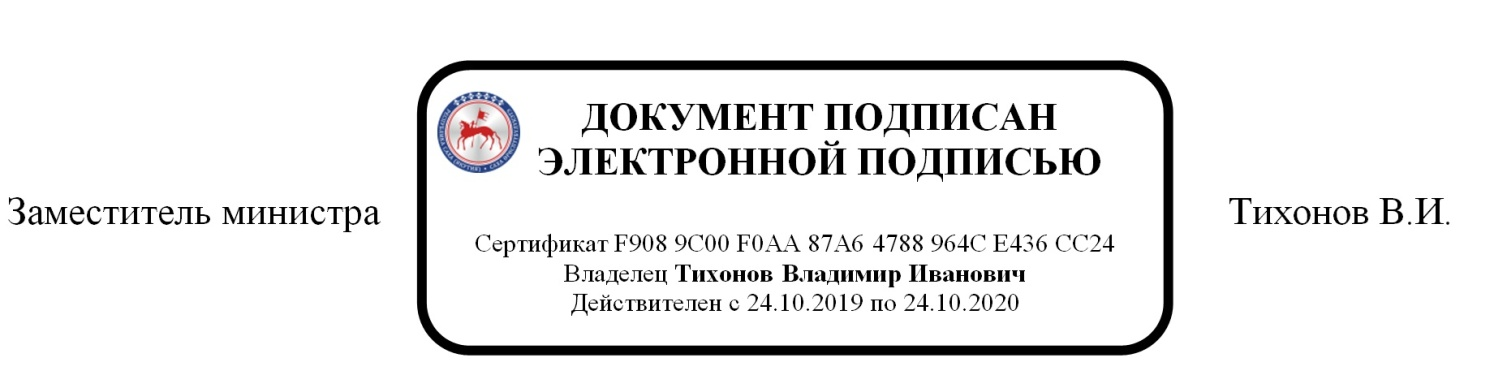 ДОКУМЕНТ ПОДПИСАН
ЭЛЕКТРОННОЙ ПОДПИСЬЮ
Заместитель министра
Тихонов В.И.
Сертификат F908 9C00 F0AA 87A6 4788 964C E436 CC24
Владелец Тихонов Владимир Иванович
Действителен с 24.10.2019 по 24.10.2020